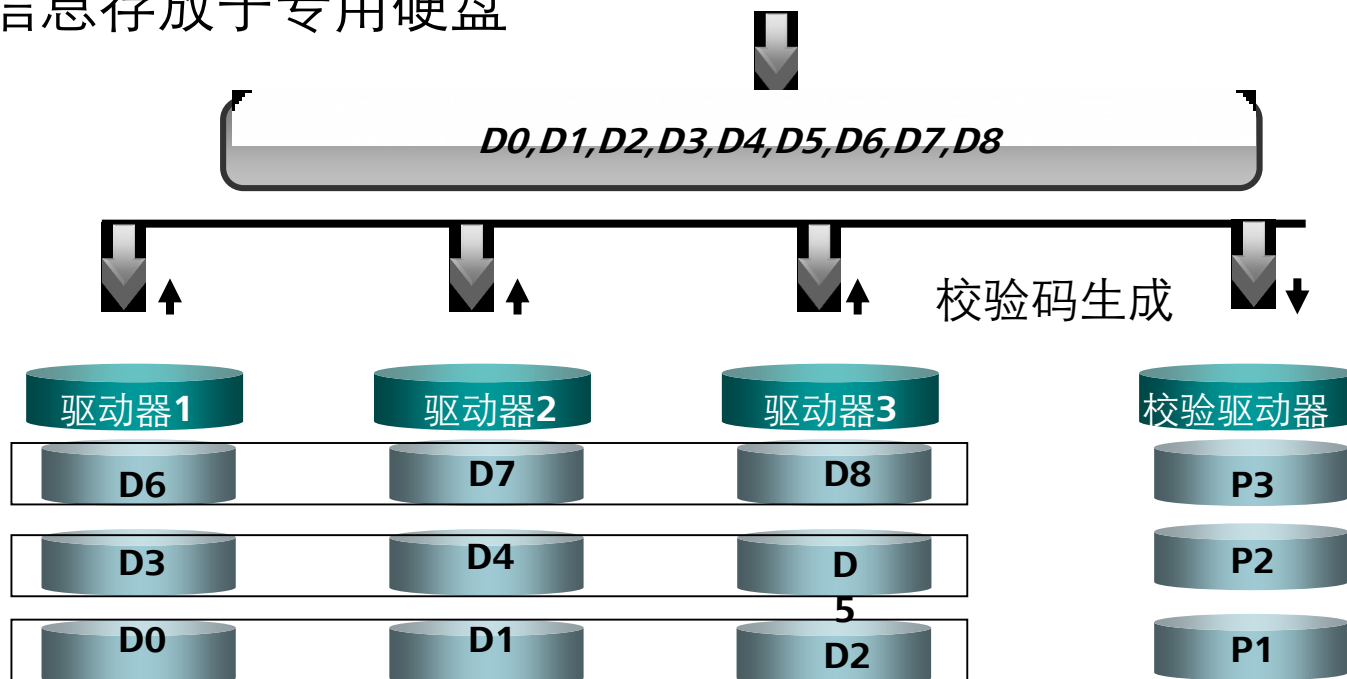 信息存放于专用硬盘
D0,D1,D2,D3,D4,D5,D6,D7,D8
校验码生成
驱动器1 驱动器2 驱动器3 校验驱动器
D6 D7 D8 P3
D3 D4 D P2
5
D0 D1 D2 P1